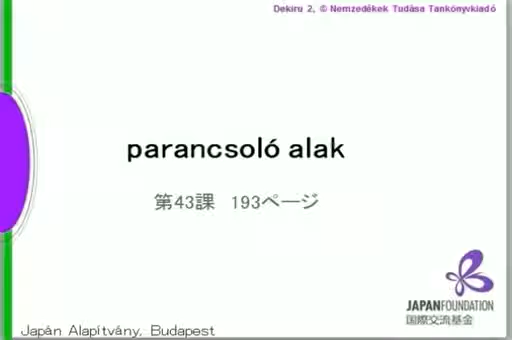 Dekiru 2, © Nemzedékek Tudása Tankönyvkiadó
parancsoló alak
第43課 193ページ
JAPANFOUNDATION
国際交流基金
Japán Alapítvány, Budapest